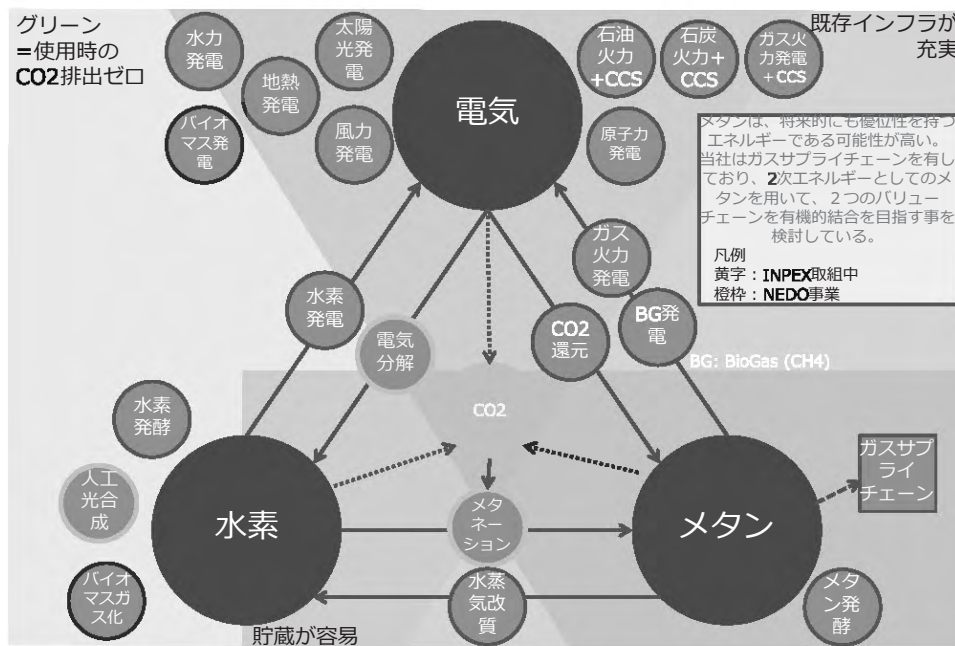 グリーン
=使用時の
CO2排出ゼロ
水力
発電
太陽
光発
電
地熱
発電
バイオ
マス発
電
風力
発電
電気
石油
火力
+CCS
石炭
火力+
CCS
ガス火
力発電
+CCS
既存インフラが
充実
原子力
発電
メタンは、将来的にも優位性を持つ
エネルギーである可能性が高い。
当社はガスサプライチェーンを有し
ており、2次エネルギーとしてのメ
タンを用いて、２つのバリュー
チェーンを有機的結合を目指す事を
検討している。
凡例
黄字：INPEX取組中
橙枠：NEDO事業
ガス
火力
発電
水素
発電
電気
分解
CO2
還元
BG発
電
BG: BioGas (CH4)
CO2
水素
発酵
人工
光合
成
水素
メタ
ネー
ション
メタン
ガスサプ
ライ
チェーン
バイオ
マスガ
ス化
水蒸
気改
質
メタ
ン発
酵
貯蔵が容易